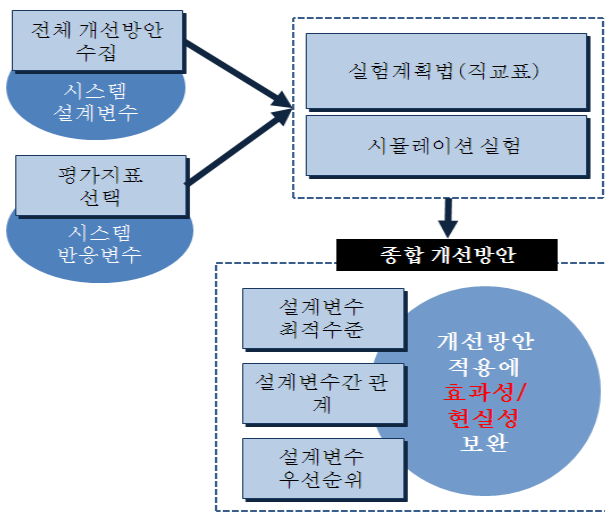 전체 개선방안
수집
시스템
설계변수
평가지표
선택
시스템
반응변수
실험계획법(직교표)
시뮬레이션 실험
종합 개선방안
설계변수
최적수준
설계변수간 관
계
설계변수
우선순위
개선방안
적용에
효과성/
현실성
보완